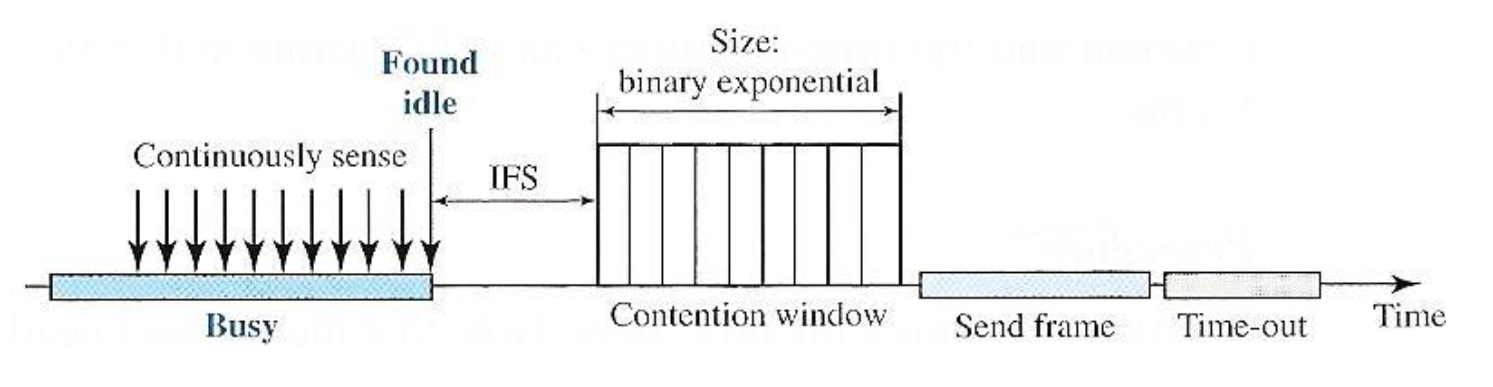 Size:
binary exponential
Found
idle
Continuously sense
IFS
Busy
Contention window
Send frame
Time-out
Time